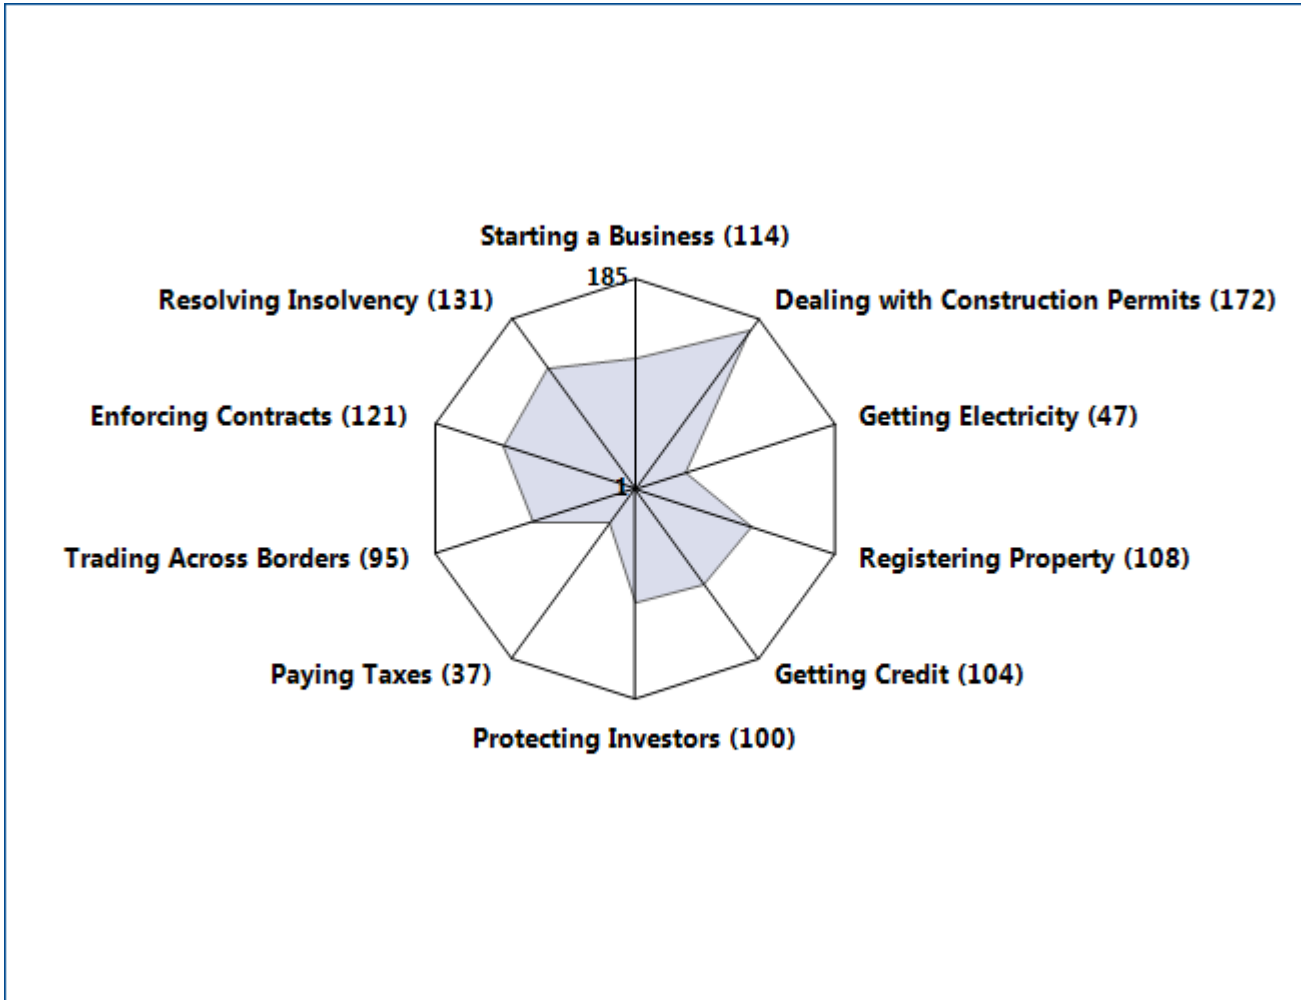 Starting a Business (114)
185
Resolving Insolvency (131)
Dealing with Construction Permits (172)
Enforcing Contracts (121)
Getting Electricity (47)
1
Trading Across Borders (95)
Registering Property (108)
Paying Taxes (37)
Getting Credit (104)
Protecting Investors (100)